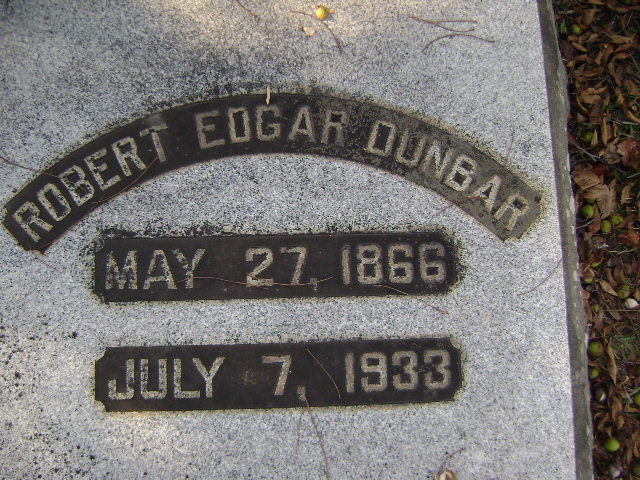 ROBERT EDGAR DUNBAR
MAY 27, 1866
JULY 7, 1933